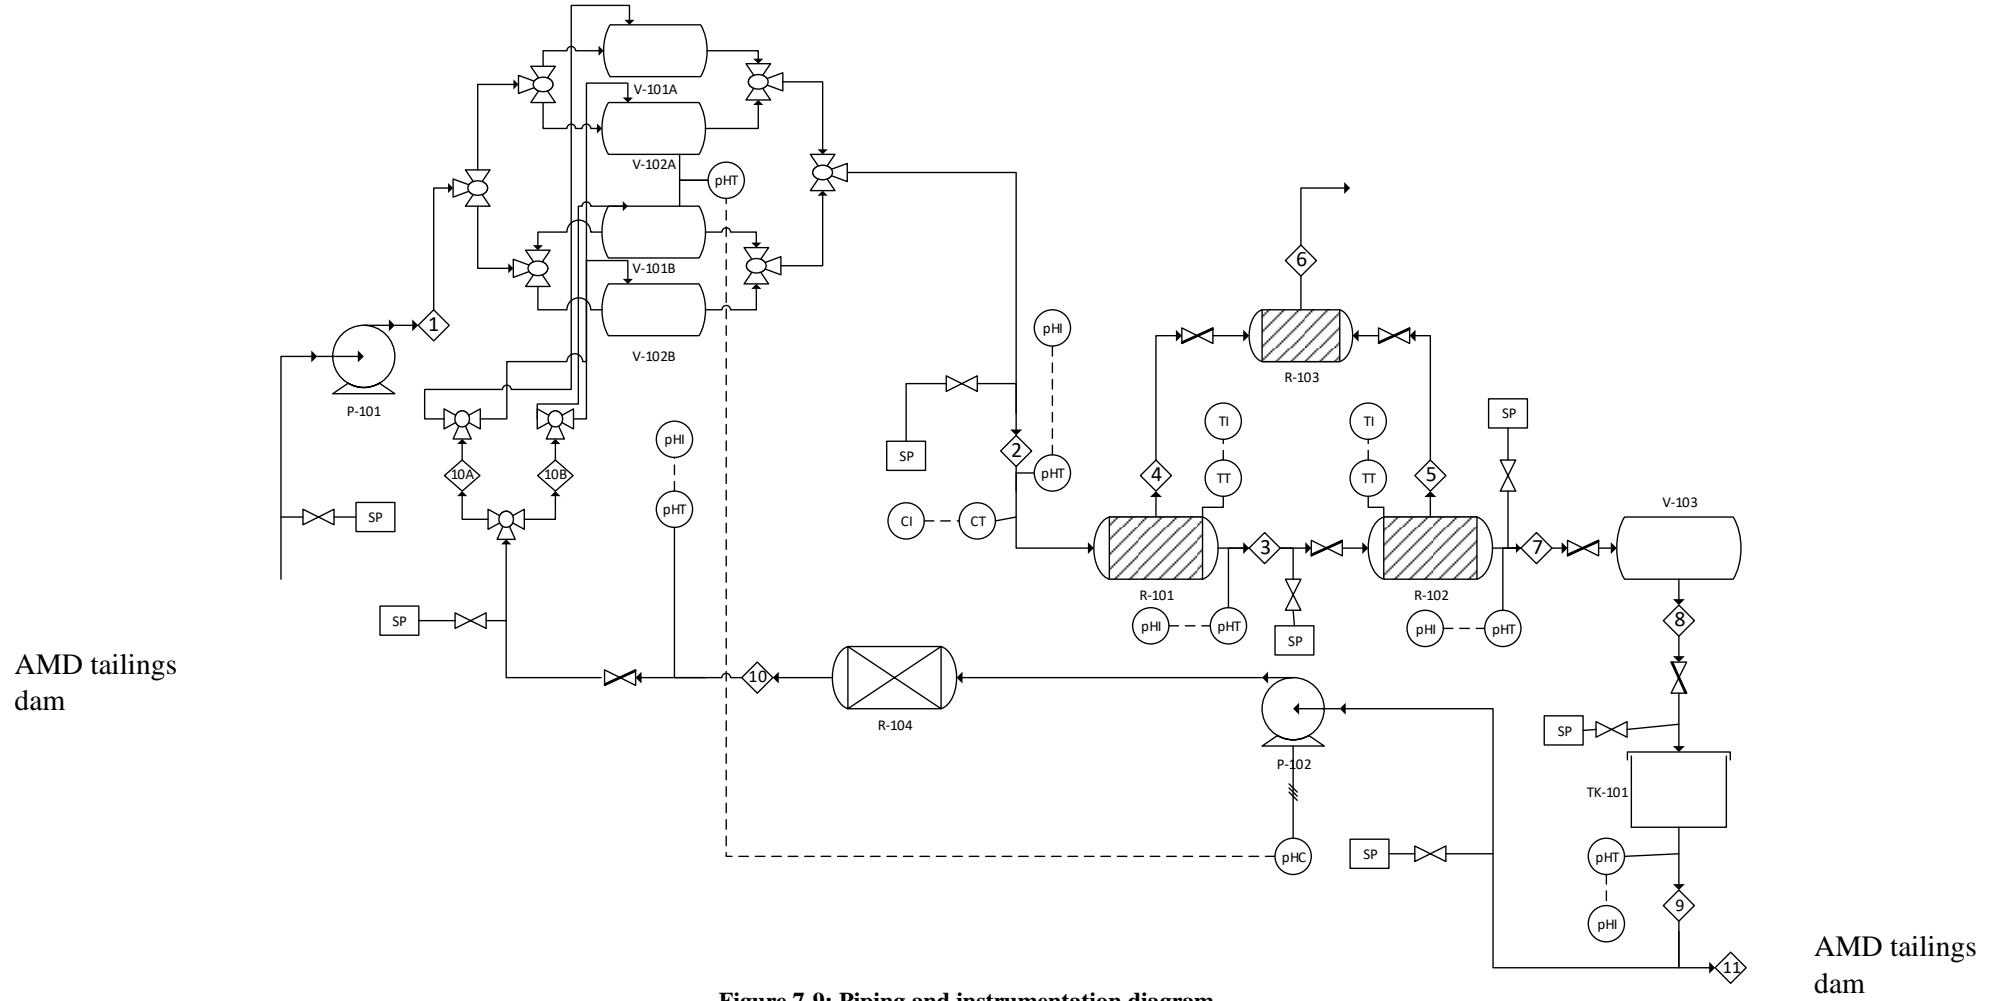 V-101A
V-102A
pHT
V-101B
V-102B
1
P-101
6
pHI
R-103
TI
TI
SP
pHI
SP
2
pHT
4
TT
TT
5
10A
10B
V-103
SP
pHT
CI
CT
3
7
R-101
R-102
SP
pHI
pHT
SP
pHI
pHT
8
AMD tailings
dam
10
R-104
SP
P-102
TK-101
pHC
SP
pHT
9
pHI
AMD tailings
dam
11
Figure 7-9: Piping and instrumentation diagram